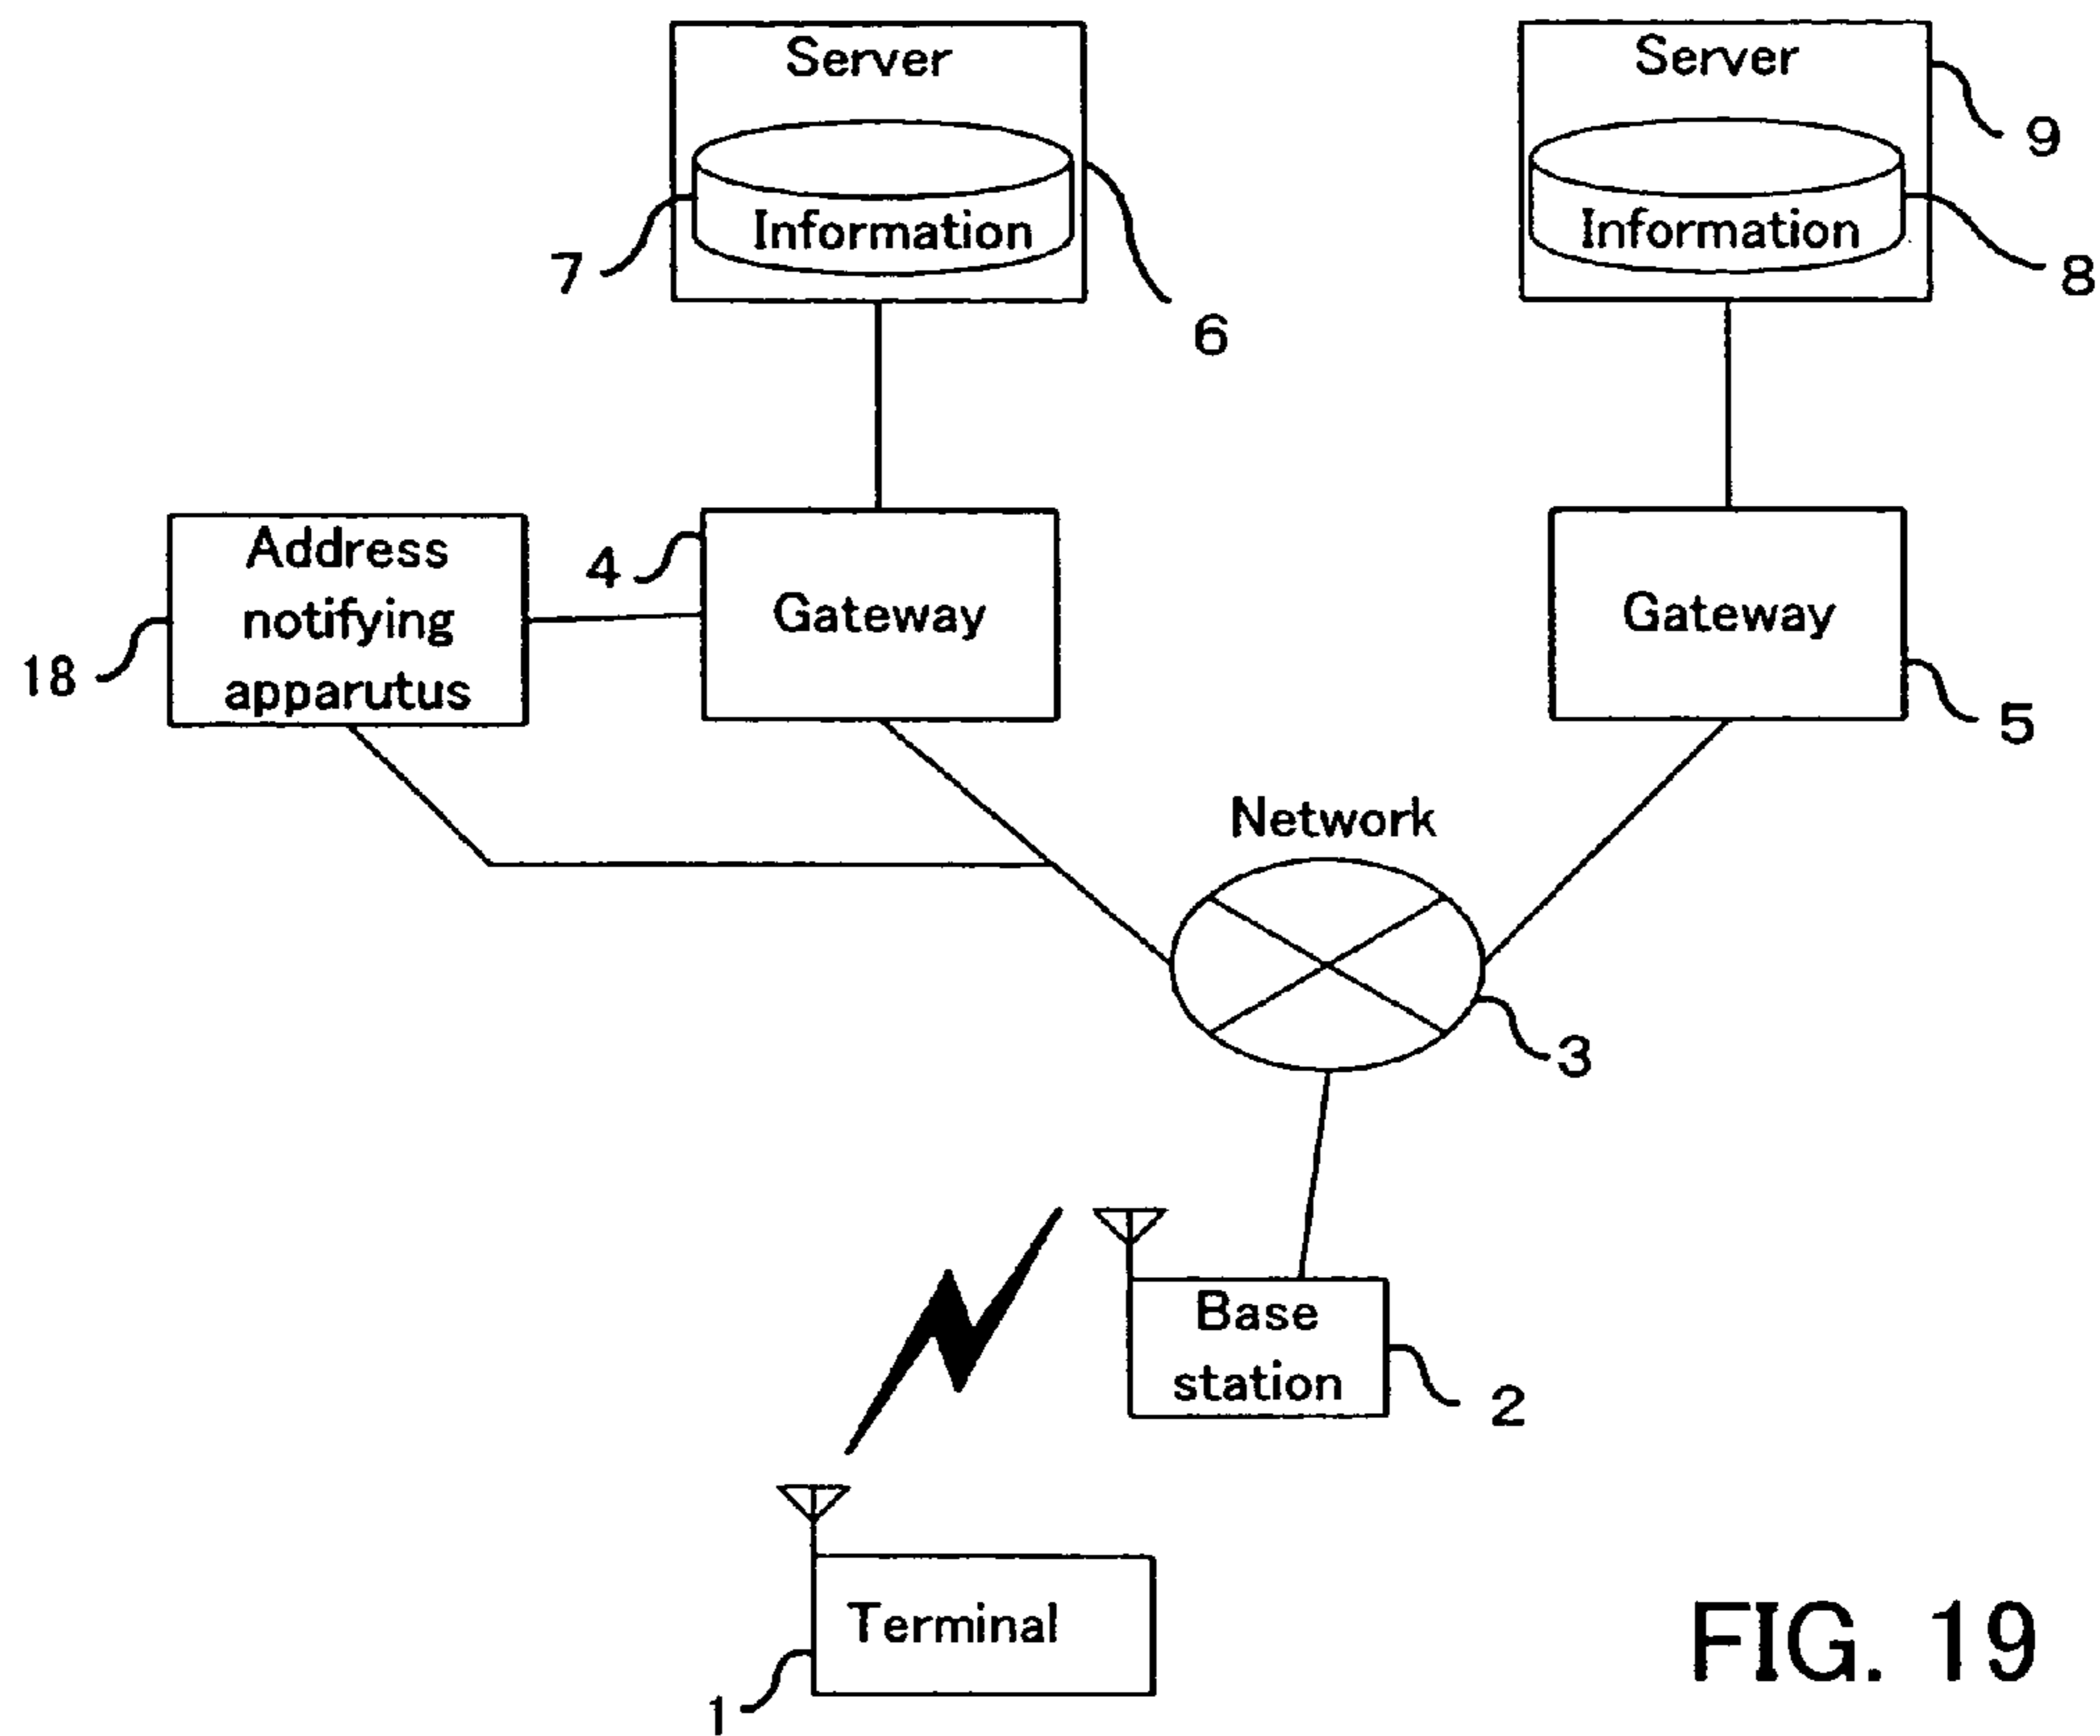 Server
Information
7
6
Server
9
Information
8
Address
notifying
apparutus
18
4
Gateway
Gateway
5
Network
3
Base
station
2
Terminal
1
FIG. 19